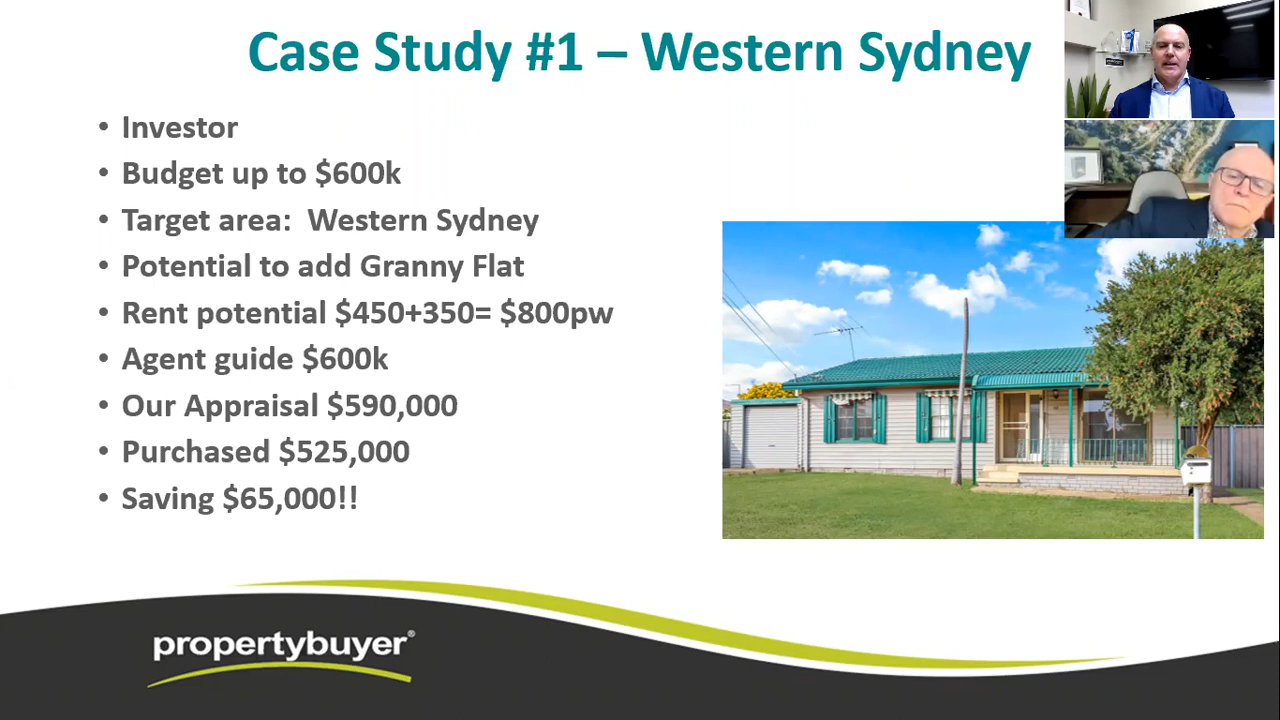 Case Study #1 – Western Sydney
• Investor
• Budget up to $600k
• Target area:  Western Sydney
• Potential to add Granny Flat
• Rent potential $450+350= $800pw
• Agent guide $600k
• Our Appraisal $590,000
• Purchased $525,000
• Saving $65,000!!
propertybuyer®